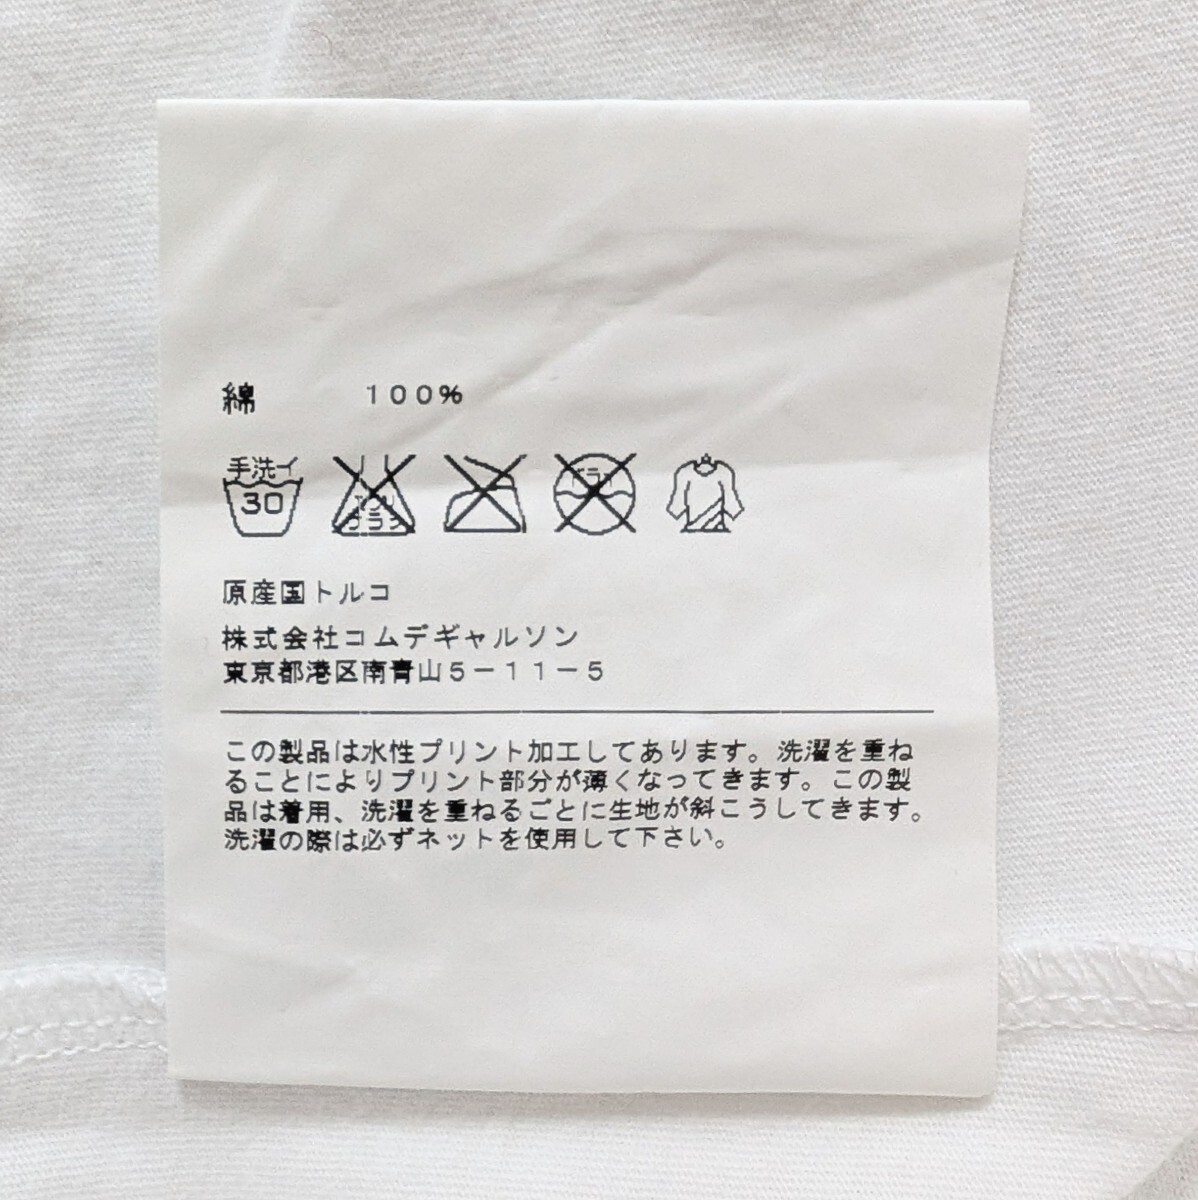 綿 100%
手洗イ
30
エンソ
ドライ
原産国トルコ
株式会社コムデギャルソン
東京都港区南青山5-11-5
この製品は水性プリント加工してあります。洗濯を重ね
ることによりプリント部分が薄くなってきます。この製
品は着用、洗濯を重ねるごとに生地が斜こうしてきます。
洗濯の際は必ずネットを使用して下さい。